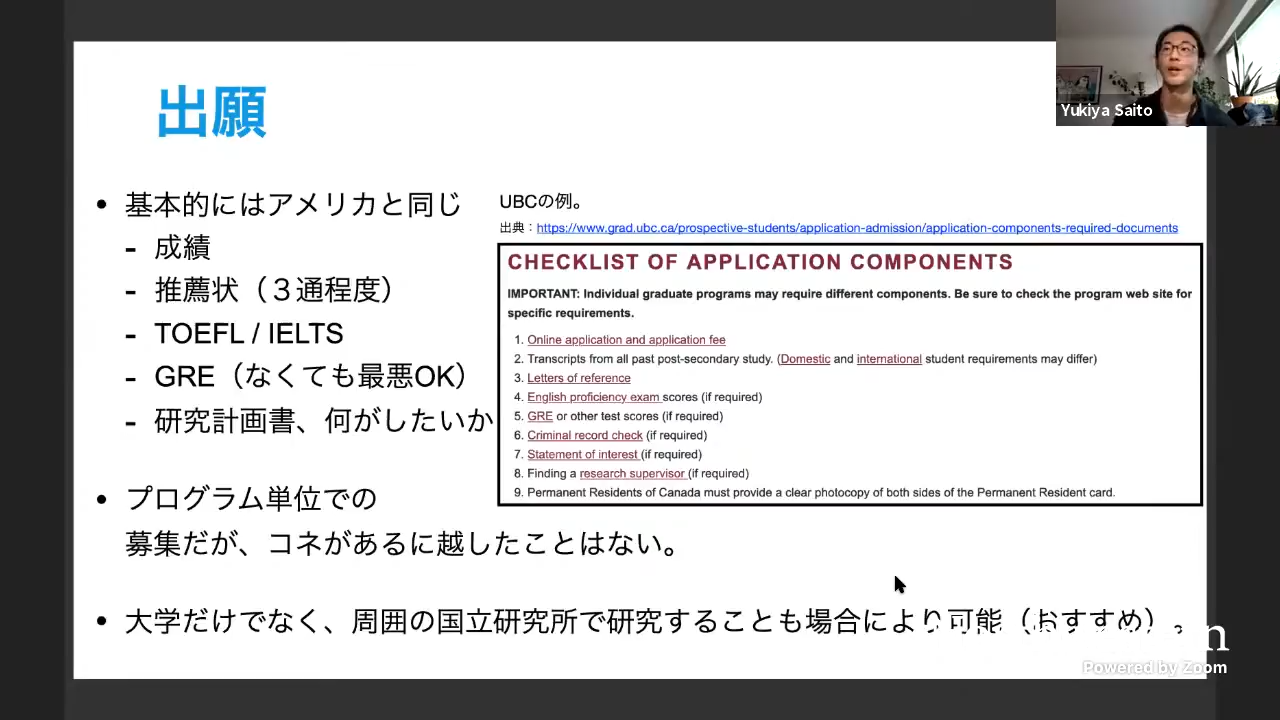 出願
Yukiya Saito
• 基本的にはアメリカと同じ
- 成績
- 推薦状（３通程度）
- TOEFL / IELTS
- GRE（なくても最悪OK）
- 研究計画書、何がしたいか
UBCの例。
出典：https://www.grad.ubc.ca/prospective-students/application-admission/application-components-required-documents
CHECKLIST OF APPLICATION COMPONENTS
IMPORTANT: Individual graduate programs may require different components. Be sure to check the program web site for
specific requirements.
1. Online application and application fee
2. Transcripts from all past post-secondary study. (Domestic and international student requirements may differ)
3. Letters of reference
4. English proficiency exam scores (if required)
5. GRE or other test scores (if required)
6. Criminal record check (if required)
7. Statement of interest (if required)
8. Finding a research supervisor (if required)
9. Permanent Residents of Canada must provide a clear photocopy of both sides of the Permanent Resident card.
• プログラム単位での
募集だが、コネがあるに越したことはない。
• 大学だけでなく、周囲の国立研究所で研究することも場合により可能（おすすめ）。
Powered by Zoom